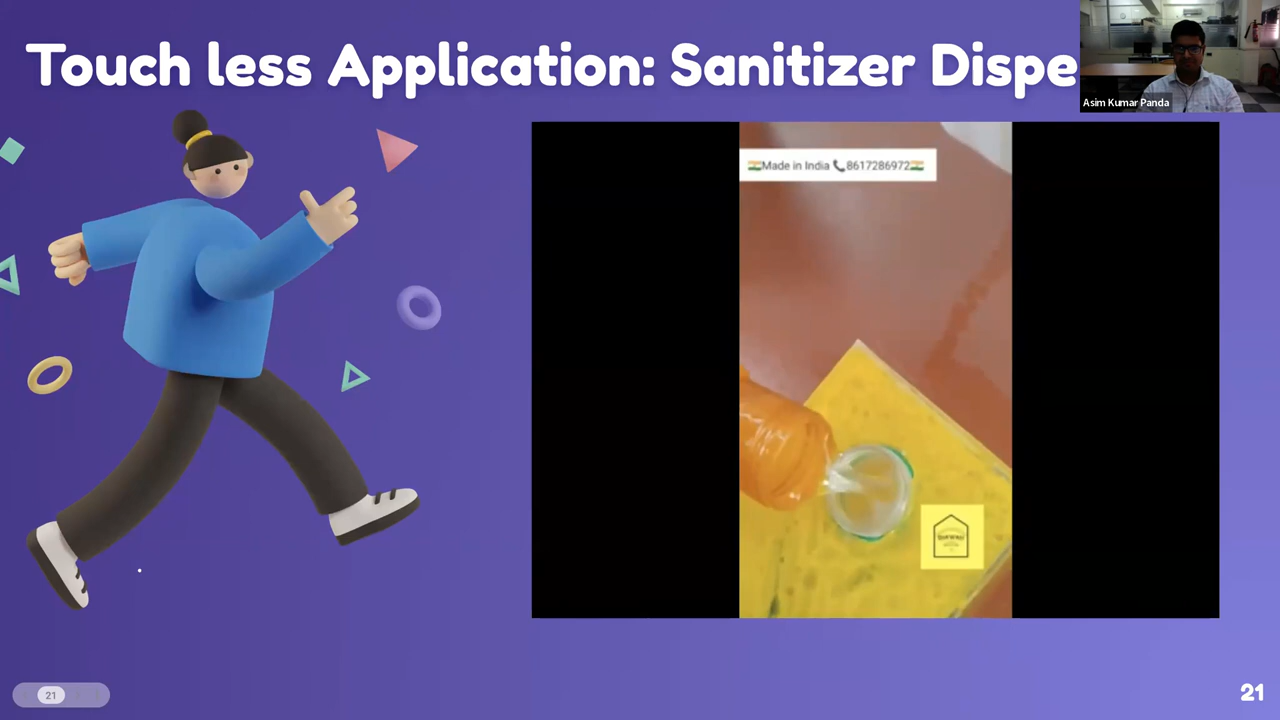 Touch less Application: Sanitizer Dispe
Asim Kumar Panda
🇮🇳Made in India 📞8617286972🇮🇳
21
21